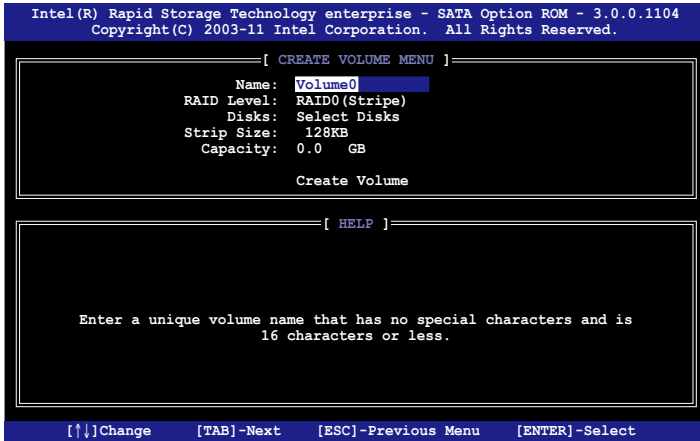 Intel(R) Rapid Storage Technology enterprise - SATA Option ROM - 3.0.0.1104
Copyright(C) 2003-11 Intel Corporation. All Rights Reserved.
[ CREATE VOLUME MENU ]
Name: Volume0
RAID Level: RAID0(Stripe)
Disks: Select Disks
Strip Size: 128KB
Capacity: 0.0 GB
Create Volume
[ HELP ]
Enter a unique volume name that has no special characters and is
16 characters or less.
[↑↓]Change [TAB]-Next [ESC]-Previous Menu [ENTER]-Select